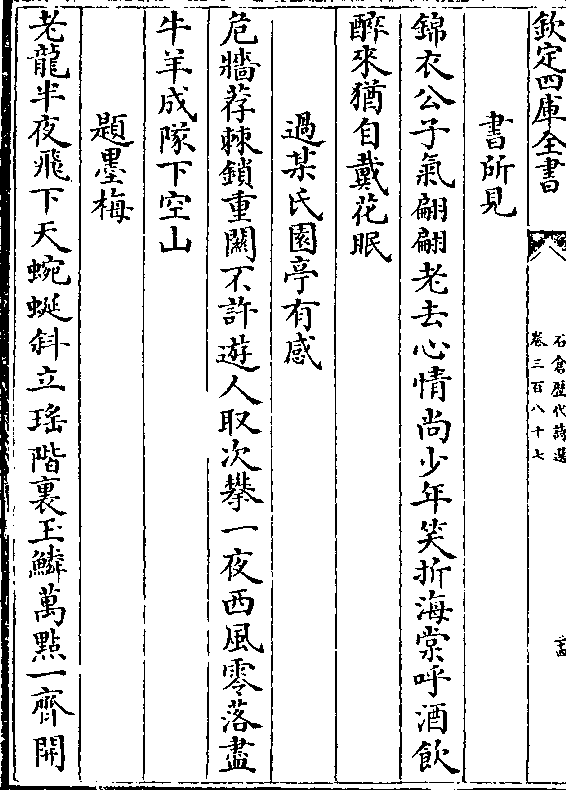 欽定四庫全書
石倉歷代詩選
卷三百八十七
書所見
錦衣公子氣翩翩老去心情尚少年笑折海棠呼酒飲
醉來猶自戴花眠
過某氏園亭有感
危牆荐棘鎖重闗不許遊人取次攀一夜西風零落盡
牛羊成隊下空山
題墨梅
老龍半夜飛下天蜿蜒斜立瑶階裏玉鱗萬點一齊開